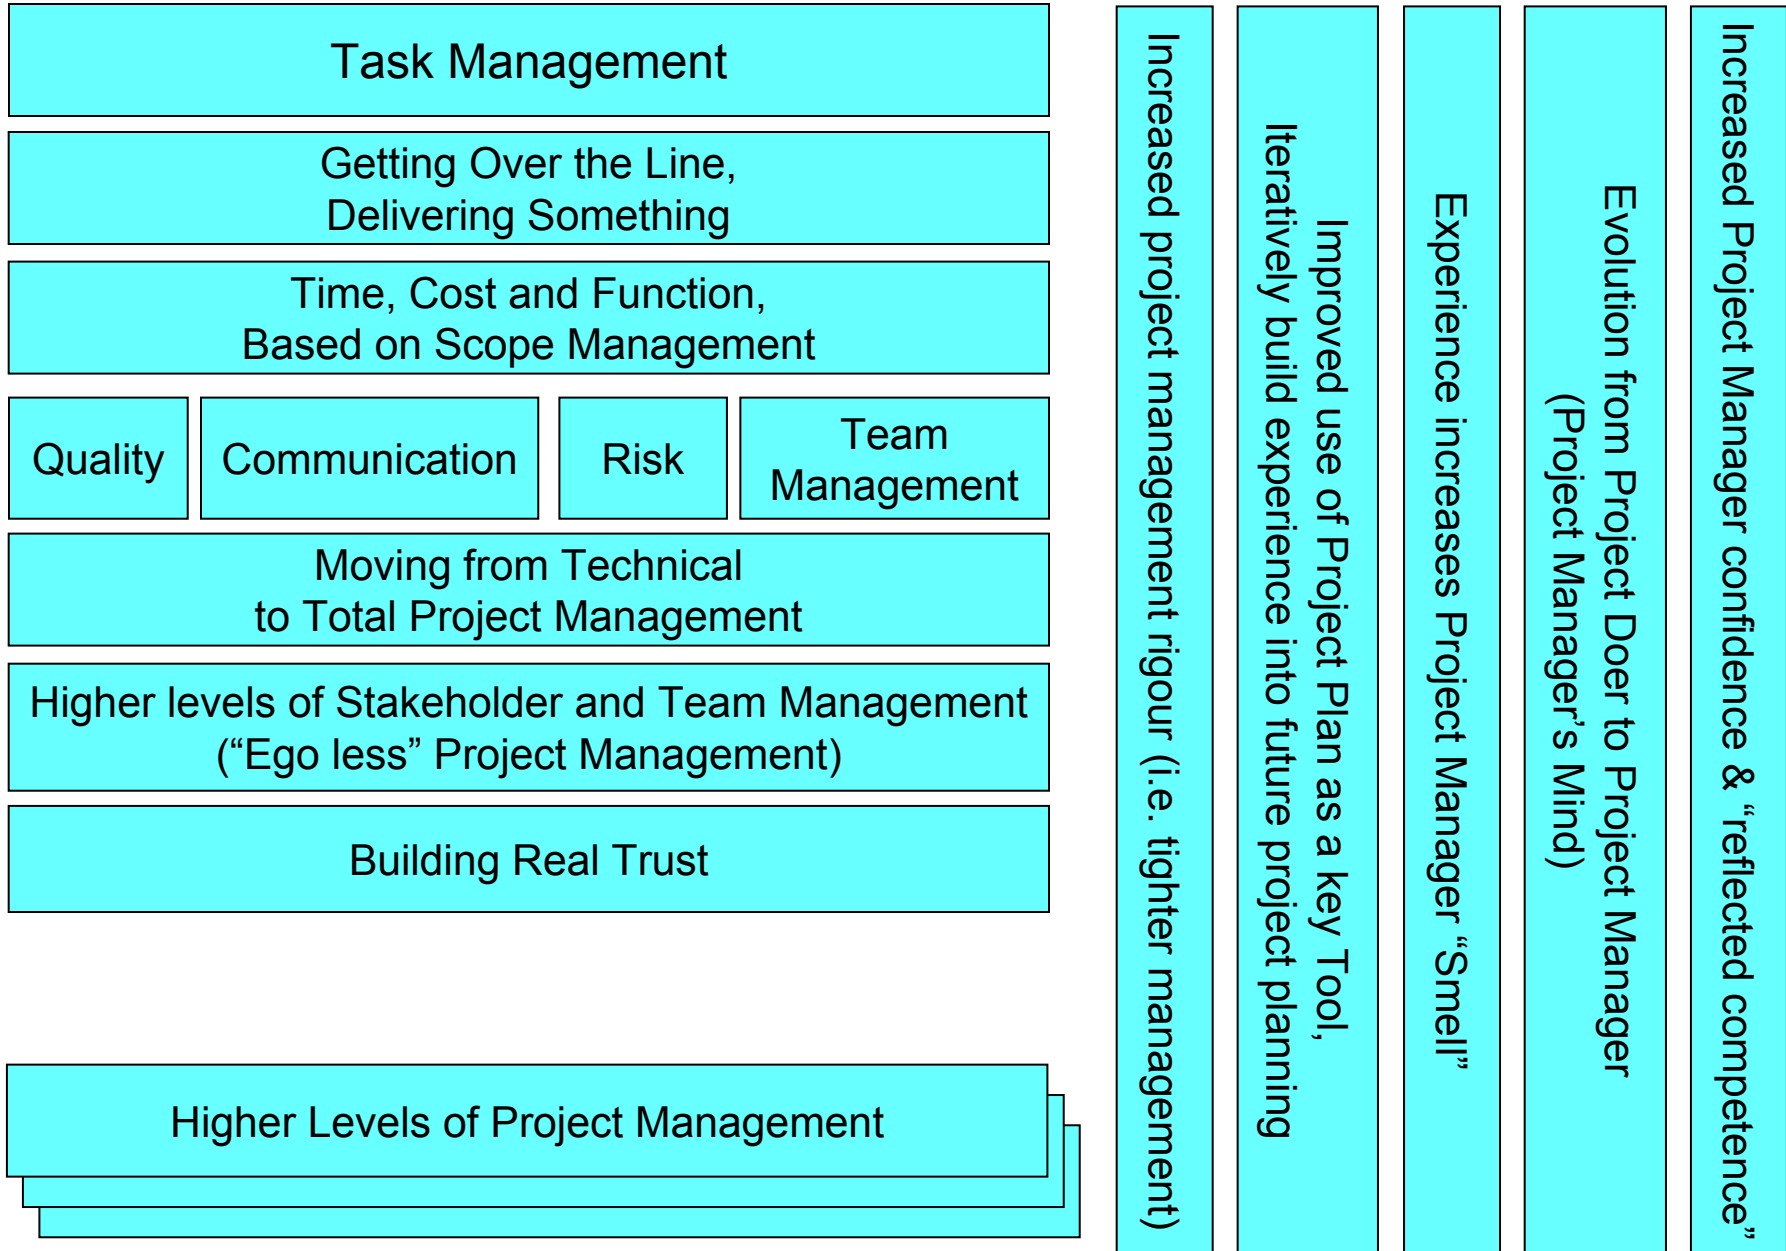 Task Management
Getting Over the Line,
Delivering Something
Time, Cost and Function,
Based on Scope Management
Quality
Communication
Risk
Team
Management
Moving from Technical
to Total Project Management
Higher levels of Stakeholder and Team Management
(“Ego less” Project Management)
Building Real Trust
Higher Levels of Project Management
Increased project management rigour (i.e. tighter management)
Improved use of Project Plan as a key Tool,
Iteratively build experience into future project planning
Experience increases Project Manager “Smell”
Evolution from Project Doer to Project Manager
(Project Manager’s Mind)
Increased Project Manager confidence & “reflected competence”